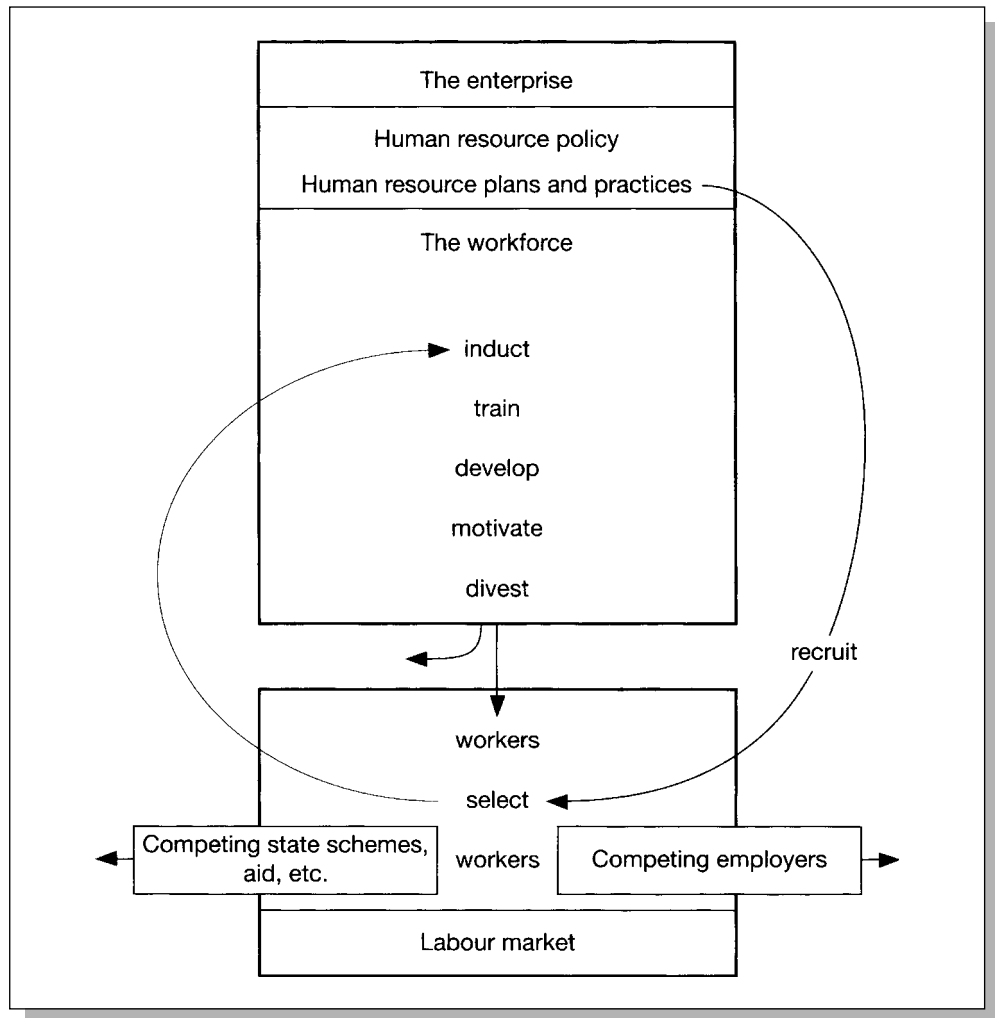 The enterprise
Human resource policy
Human resource plans and practices
The workforce
induct
train
develop
motivate
divest
recruit
workers
select
Competing state schemes,
aid, etc.
workers
Competing employers
Labour market